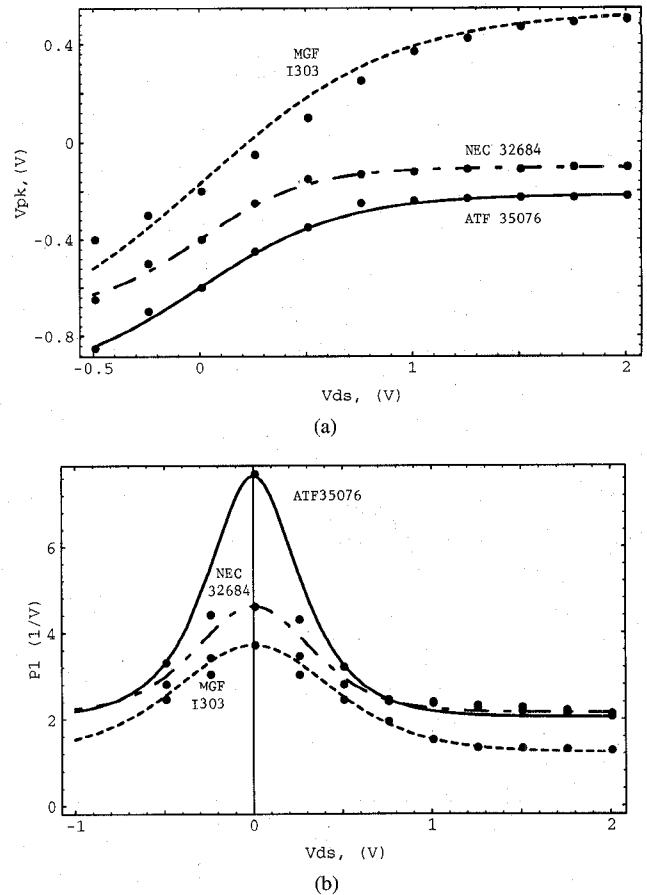 0.4
0
-0.4
-0.8
Vpk, (V)
MGF
I303
NEC 32684
ATF 35076
-0.5 0 0.5 1 1.5 2
Vds, (V)
(a)
6
4
2
0
P1 (1/V)
ATF35076
NEC
32684
MGF
I303
-1 0 1 2
Vds, (V)
(b)